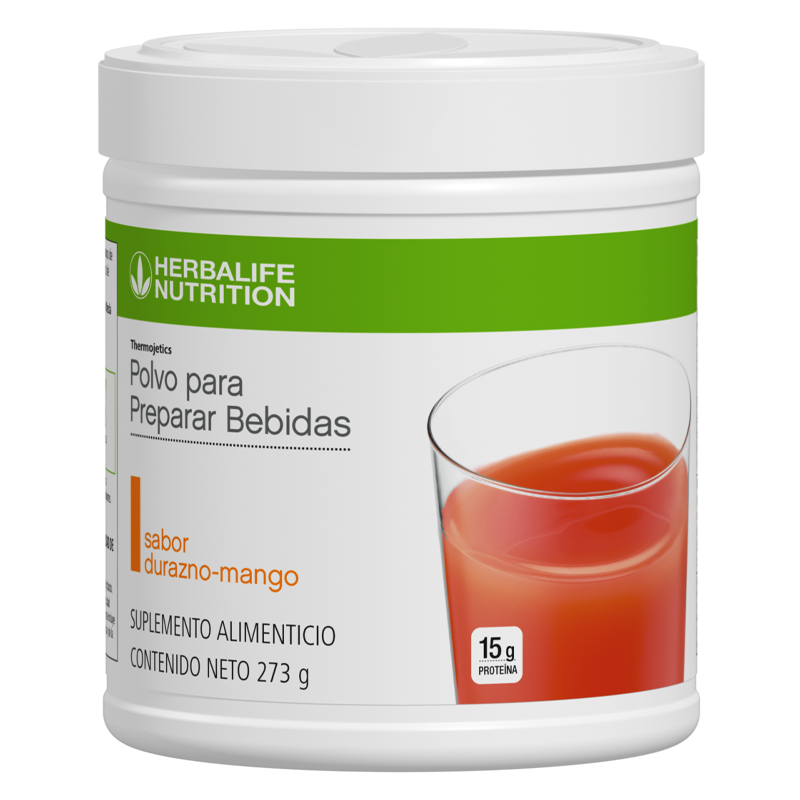 HERBALIFE
NUTRITION
Thermojetics
Polvo para
Preparar Bebidas
sabor
durazno-mango
SUPLEMENTO ALIMENTICIO
CONTENIDO NETO 273 g
15 g
PROTEÍNA